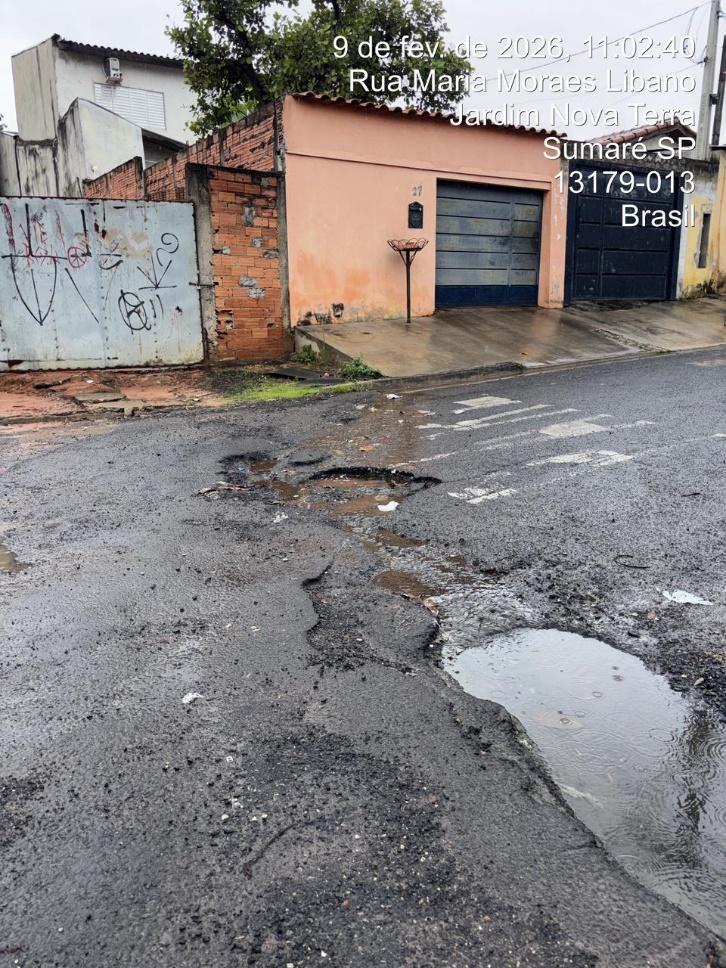 9 de fev. de 2026, 11:02:40
Rua Maria Moraes Libano
Jardim Nova Terra
Sumaré SP
13179-013
Brasil
27